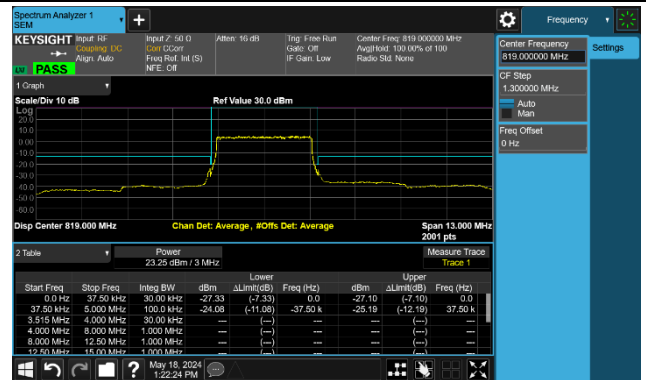 Spectrum Analyzer 1
SEM
Frequency
KEYSIGHT Input: RF
Coupling: DC
Align: Auto
Input Z: 50 Ω
Corr CCorr
Freq Ref: Int (S)
NFE: Off
Atten: 16 dB
Trig: Free Run
Gate: Off
IF Gain: Low
Center Freq: 819.000000 MHz
Avg|Hold: 100.00% of 100
Radio Std: None
PASS
Center Frequency
819.000000 MHz
Settings
CF Step
1.300000 MHz
Auto
Man
Freq Offset
0 Hz
1 Graph
Scale/Div 10 dB
Ref Value 30.0 dBm
Log
20.0
10.0
0.00
-10.0
-20.0
-30.0
-40.0
-50.0
-60.0
Disp Center 819.000 MHz
Chan Det: Average, #Offs Det: Average
Span 13.000 MHz
2001 pts
2 Table
Power
23.25 dBm / 3 MHz
Measure Trace
Trace 1
Lower Upper
Start Freq Stop Freq Integ BW dBm ΔLimit(dB) Freq (Hz) dBm ΔLimit(dB) Freq (Hz)
0.0 Hz 37.50 kHz 30.00 kHz -27.33 (-7.33) 0.0 -27.10 (-7.10) 0.0
37.50 kHz 5.000 MHz 100.0 kHz -24.08 (-11.08) -37.50 k -25.19 (-12.19) 37.50 k
3.515 MHz 4.000 MHz 30.00 kHz --- (---) --- --- (---) ---
4.000 MHz 8.000 MHz 1.000 MHz --- (---) --- --- (---) ---
8.000 MHz 12.50 MHz 1.000 MHz --- (---) --- --- (---) ---
12.50 MHz 15.00 MHz 1.000 MHz --- (---) --- --- (---) ---
May 18, 2024
1:22:24 PM